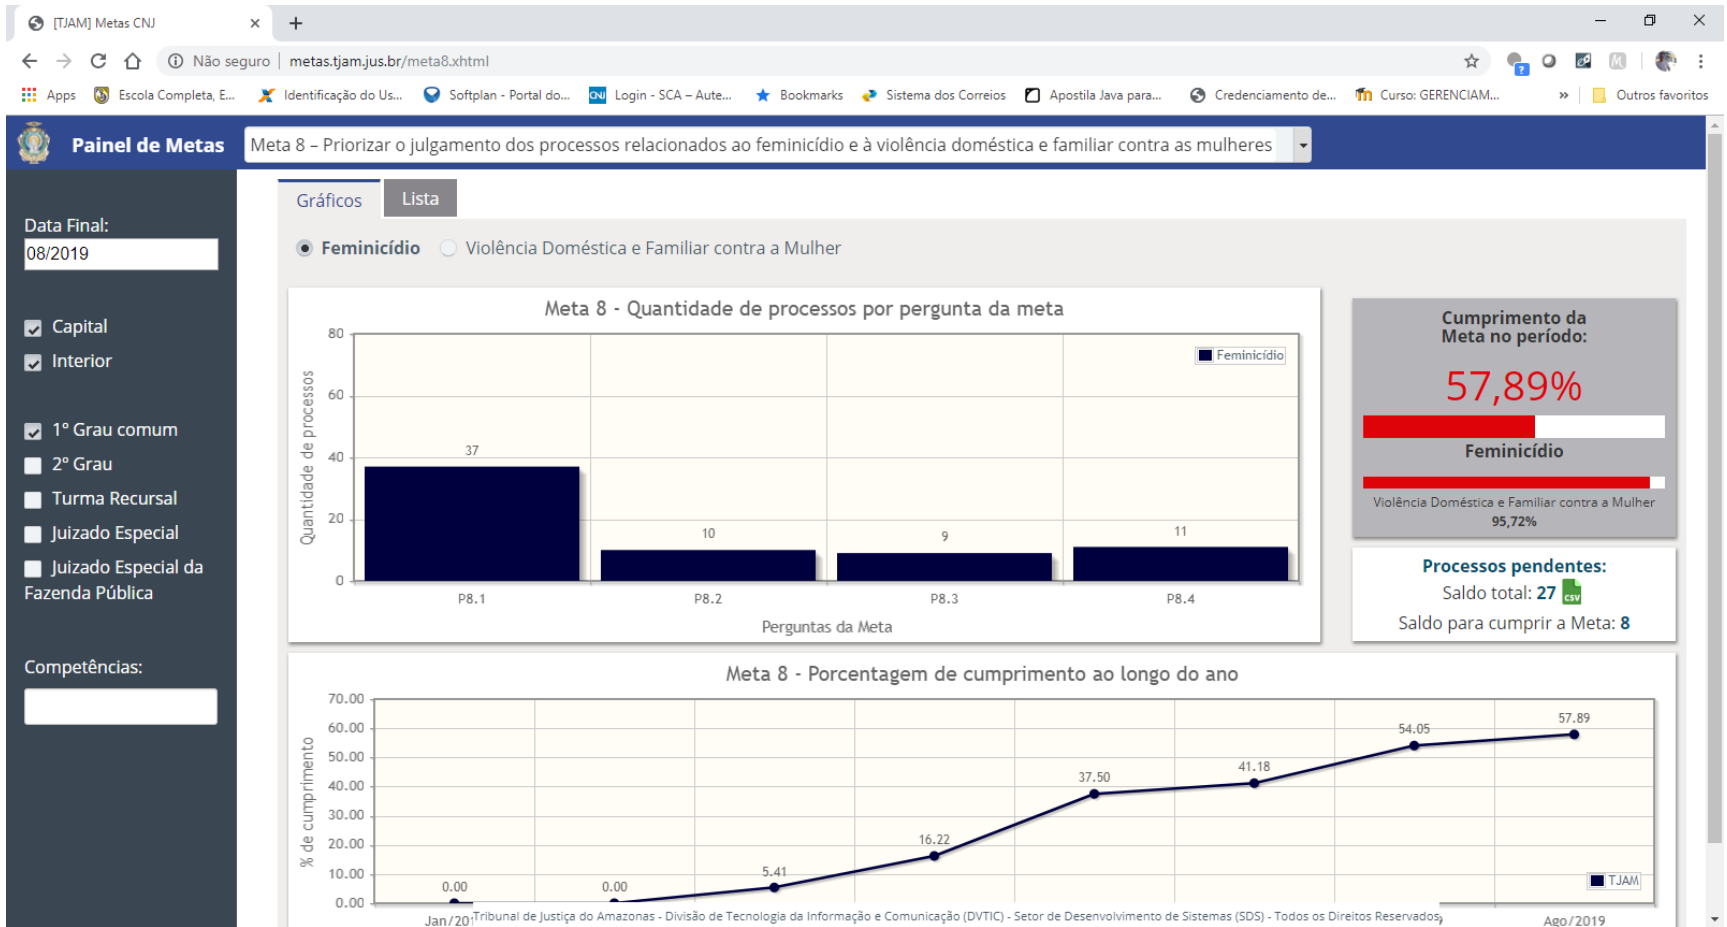 [TJAM] Metas CNJ
Não seguro | metas.tjam.jus.br/meta8.xhtml
Apps Escola Completa, E... Identificação do Us... Softplan - Portal do... CNJ Login - SCA – Aute... Bookmarks Sistema dos Correios Apostila Java para... Credenciamento de... Curso: GERENCIAM... » Outros favoritos
Painel de Metas Meta 8 – Priorizar o julgamento dos processos relacionados ao feminicídio e à violência doméstica e familiar contra as mulheres
Gráficos Lista
Data Final:
08/2019
Capital
Interior
1º Grau comum
2º Grau
Turma Recursal
Juizado Especial
Juizado Especial da
Fazenda Pública
Competências:
Feminicídio Violência Doméstica e Familiar contra a Mulher
Meta 8 - Quantidade de processos por pergunta da meta
Quantidade de processos
80
60
40
20
0
Feminicídio
37
10
9
11
P8.1 P8.2 P8.3 P8.4
Perguntas da Meta
Cumprimento da
Meta no período:
57,89%
Feminicídio
Violência Doméstica e Familiar contra a Mulher
95,72%
Processos pendentes:
Saldo total: 27 CSV
Saldo para cumprir a Meta: 8
Meta 8 - Porcentagem de cumprimento ao longo do ano
% de cumprimento
70.00
60.00
50.00
40.00
30.00
20.00
10.00
0.00
0.00
0.00
5.41
16.22
37.50
41.18
54.05
57.89
TJAM
Jan/201 Ago/2019
Tribunal de Justiça do Amazonas - Divisão de Tecnologia da Informação e Comunicação (DVTIC) - Setor de Desenvolvimento de Sistemas (SDS) - Todos os Direitos Reservados